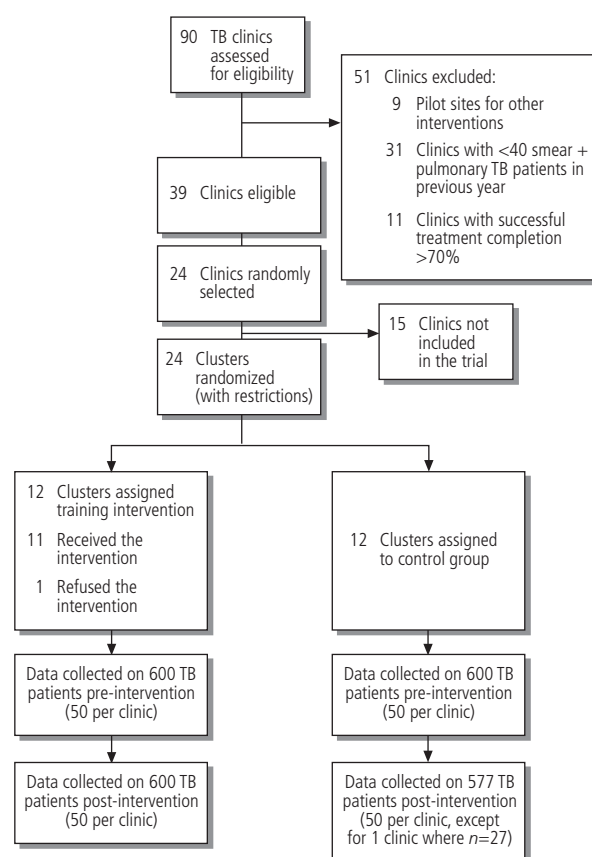 90 TB clinics
assessed
for eligibility
51 Clinics excluded:
9 Pilot sites for other
interventions
31 Clinics with <40 smear +
pulmonary TB patients in
previous year
11 Clinics with successful
treatment completion
>70%
39 Clinics eligible
24 Clinics randomly
selected
15 Clinics not
included
in the trial
24 Clusters
randomized
(with restrictions)
12 Clusters assigned
training intervention
11 Received the
intervention
1 Refused the
intervention
12 Clusters assigned
to control group
Data collected on 600 TB
patients pre-intervention
(50 per clinic)
Data collected on 600 TB
patients pre-intervention
(50 per clinic)
Data collected on 600 TB
patients post-intervention
(50 per clinic)
Data collected on 577 TB
patients post-intervention
(50 per clinic, except
for 1 clinic where n=27)